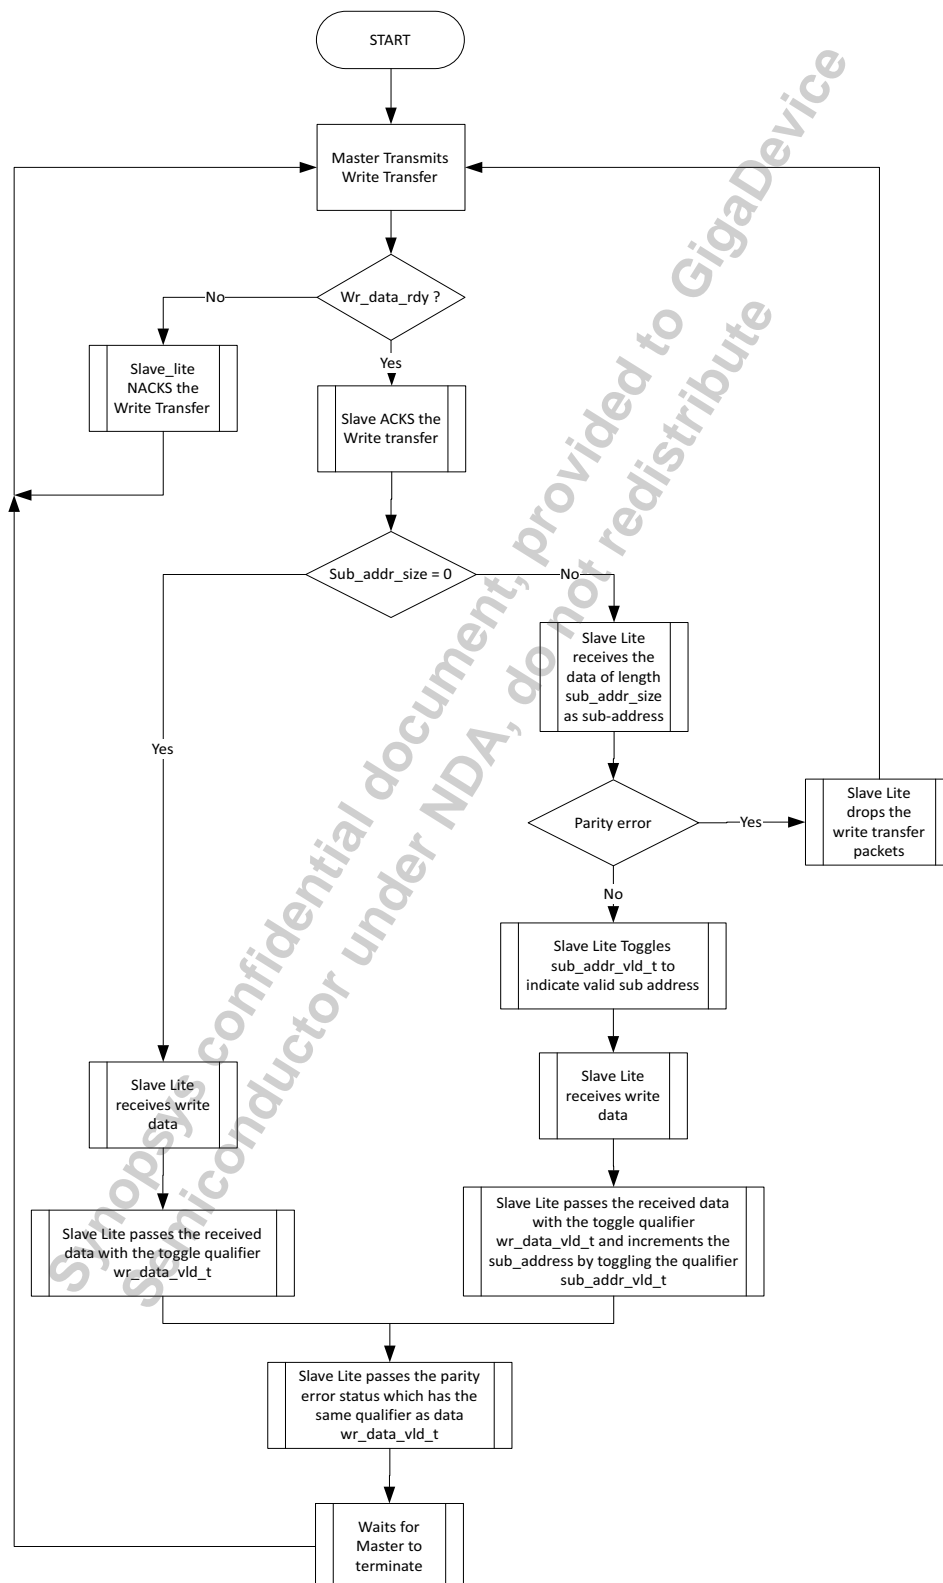 START
Master Transmits
Write Transfer
Wr_data_rdy ?
No
Yes
Slave_lite
NACKS the
Write Transfer
Slave ACKS the
Write transfer
Sub_addr_size = 0
No
Yes
Slave Lite
receives the
data of length
sub_addr_size
as sub-address
Parity error
Yes
Slave Lite
drops the
write transfer
packets
No
Slave Lite Toggles
sub_addr_vld_t to
indicate valid sub address
Slave Lite
receives write
data
Slave Lite
receives write
data
Slave Lite passes the received
data with the toggle qualifier
wr_data_vld_t
Slave Lite passes the received data
with the toggle qualifier
wr_data_vld_t and increments the
sub_address by toggling the qualifier
sub_addr_vld_t
Slave Lite passes the parity
error status which has the
same qualifier as data
wr_data_vld_t
Waits for
Master to
terminate
Synopsys confidential document, provided to GigaDevice
Semiconductor under NDA, do not redistribute